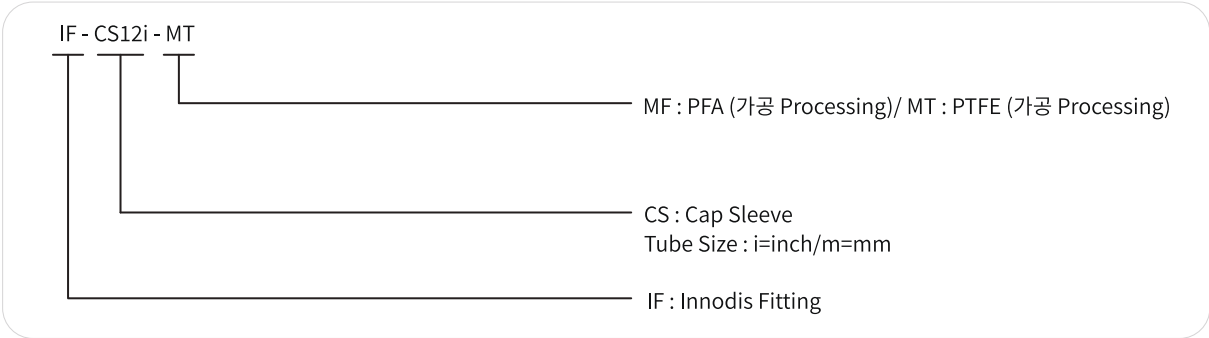 IF - CS12i - MT
MF : PFA (가공 Processing)/ MT : PTFE (가공 Processing)
CS : Cap Sleeve
Tube Size : i=inch/m=mm
IF : Innodis Fitting